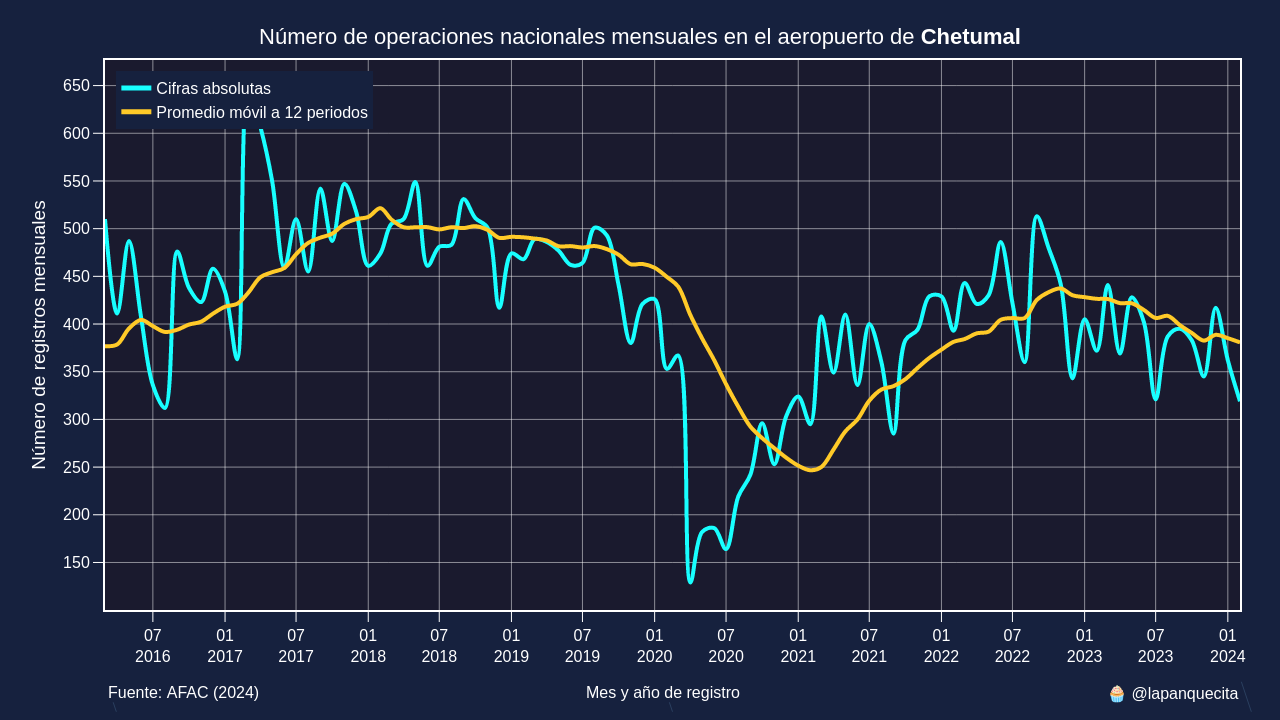 Número de operaciones nacionales mensuales en el aeropuerto de Chetumal
Cifras absolutas
Promedio móvil a 12 periodos
Número de registros mensuales
650
600
550
500
450
400
350
300
250
200
150
07 01 07 01 07 01 07 01 07 01 07 01 07 01 07 01
2016 2017 2017 2018 2018 2019 2019 2020 2020 2021 2021 2022 2022 2023 2023 2024
Fuente: AFAC (2024)
Mes y año de registro
🧁 @lapanquecita